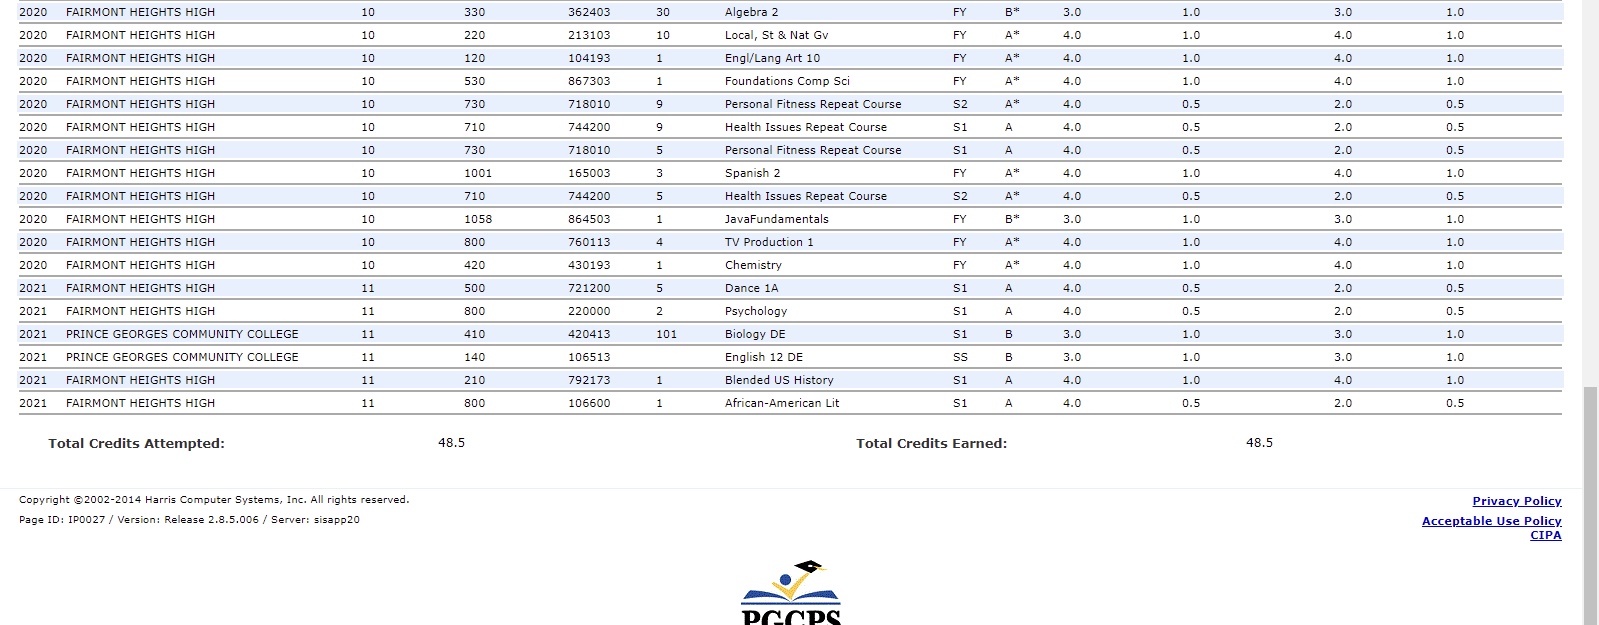 2020 FAIRMONT HEIGHTS HIGH 10 330 362403 30 Algebra 2 FY B* 3.0 1.0 3.0 1.0
2020 FAIRMONT HEIGHTS HIGH 10 220 213103 10 Local, St & Nat Gv FY A* 4.0 1.0 4.0 1.0
2020 FAIRMONT HEIGHTS HIGH 10 120 104193 1 Engl/Lang Art 10 FY A* 4.0 1.0 4.0 1.0
2020 FAIRMONT HEIGHTS HIGH 10 530 867303 1 Foundations Comp Sci FY A* 4.0 1.0 4.0 1.0
2020 FAIRMONT HEIGHTS HIGH 10 730 718010 9 Personal Fitness Repeat Course S2 A* 4.0 0.5 2.0 0.5
2020 FAIRMONT HEIGHTS HIGH 10 710 744200 9 Health Issues Repeat Course S1 A 4.0 0.5 2.0 0.5
2020 FAIRMONT HEIGHTS HIGH 10 730 718010 5 Personal Fitness Repeat Course S1 A 4.0 0.5 2.0 0.5
2020 FAIRMONT HEIGHTS HIGH 10 1001 165003 3 Spanish 2 FY A* 4.0 1.0 4.0 1.0
2020 FAIRMONT HEIGHTS HIGH 10 710 744200 5 Health Issues Repeat Course S2 A* 4.0 0.5 2.0 0.5
2020 FAIRMONT HEIGHTS HIGH 10 1058 864503 1 JavaFundamentals FY B* 3.0 1.0 3.0 1.0
2020 FAIRMONT HEIGHTS HIGH 10 800 760113 4 TV Production 1 FY A* 4.0 1.0 4.0 1.0
2020 FAIRMONT HEIGHTS HIGH 10 420 430193 1 Chemistry FY A* 4.0 1.0 4.0 1.0
2021 FAIRMONT HEIGHTS HIGH 11 500 721200 5 Dance 1A S1 A 4.0 0.5 2.0 0.5
2021 FAIRMONT HEIGHTS HIGH 11 800 220000 2 Psychology S1 A 4.0 0.5 2.0 0.5
2021 PRINCE GEORGES COMMUNITY COLLEGE 11 410 420413 101 Biology DE S1 B 3.0 1.0 3.0 1.0
2021 PRINCE GEORGES COMMUNITY COLLEGE 11 140 106513 English 12 DE SS B 3.0 1.0 3.0 1.0
2021 FAIRMONT HEIGHTS HIGH 11 210 792173 1 Blended US History S1 A 4.0 1.0 4.0 1.0
2021 FAIRMONT HEIGHTS HIGH 11 800 106600 1 African-American Lit S1 A 4.0 0.5 2.0 0.5
Total Credits Attempted: 48.5 Total Credits Earned: 48.5
Copyright ©2002-2014 Harris Computer Systems, Inc. All rights reserved. Privacy Policy
Page ID: IP0027 / Version: Release 2.8.5.006 / Server: sisapp20 Acceptable Use Policy
CIPA
PGCPS